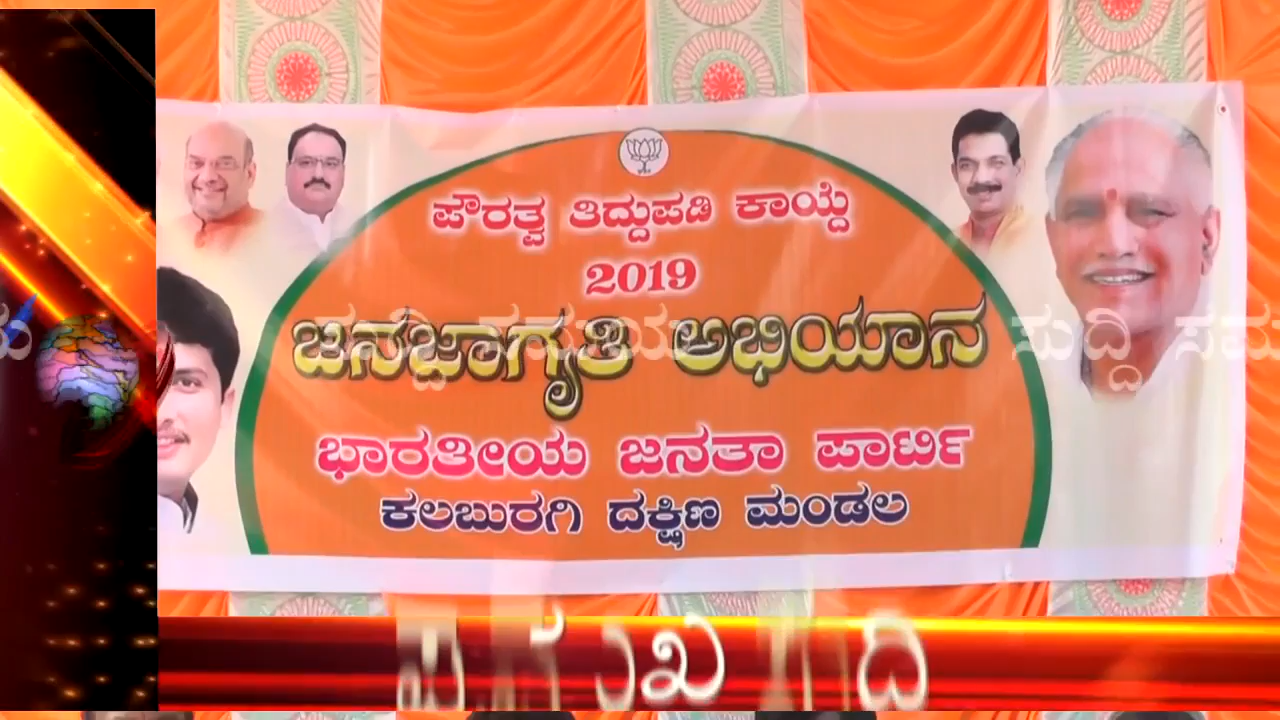 ಪೌರತ್ವ ತಿದ್ದುಪಡಿ ಕಾಯ್ದೆ
2019
ಜನಜಾಗೃತಿ ಅಭಿಯಾನ
ಭಾರತೀಯ ಜನತಾ ಪಾರ್ಟಿ
ಕಲಬುರಗಿ ದಕ್ಷಿಣ ಮಂಡಲ
ಸುದ್ದಿ